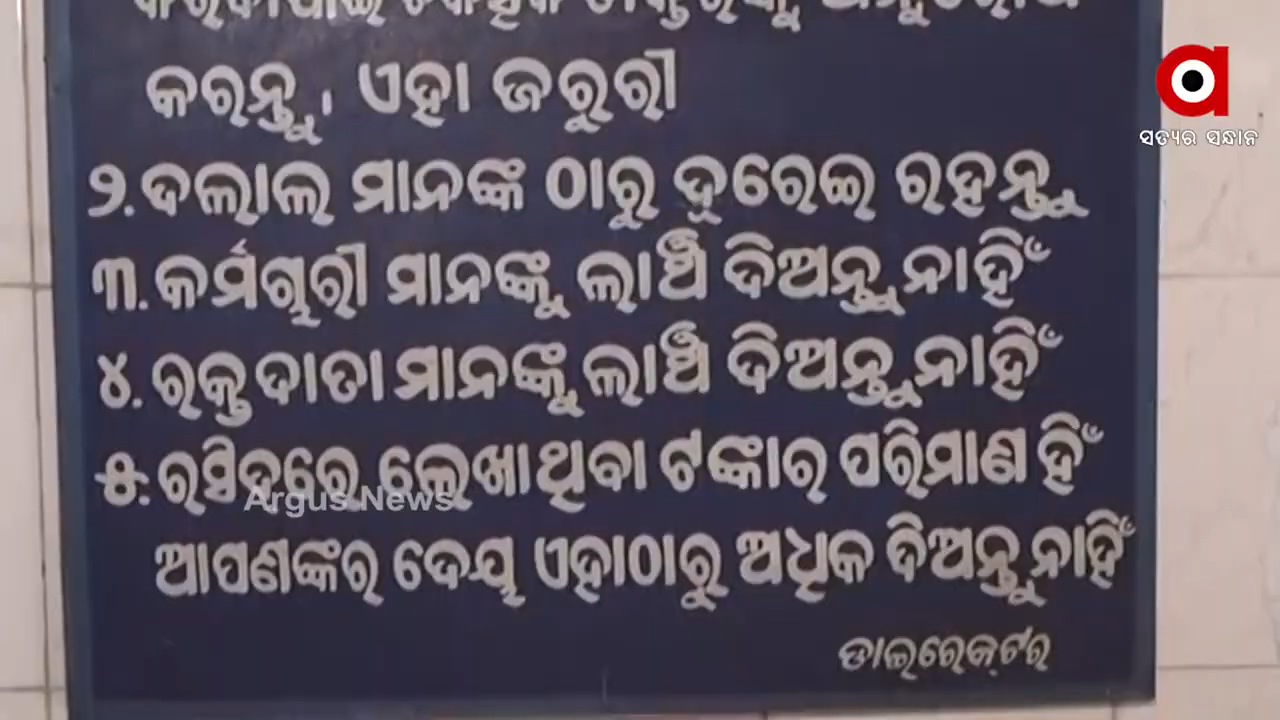 କରନ୍ତୁ, ଏହା ଜରୁରୀ
୨. ଦଲାଲ ମାନଙ୍କ ଠାରୁ ଦୂରେଇ ରହନ୍ତୁ
୩. କର୍ମଚାରୀ ମାନଙ୍କୁ ଲାଞ୍ଚ ଦିଅନ୍ତୁ ନାହିଁ
୪. ରକ୍ତଦାତା ମାନଙ୍କୁ ଲାଞ୍ଚ ଦିଅନ୍ତୁ ନାହିଁ
୫. ରସିଦରେ ଲେଖାଥିବା ଟଙ୍କାର ପରିମାଣ ହିଁ
ଆପଣଙ୍କର ଦେୟ ଏହାଠାରୁ ଅଧିକ ଦିଅନ୍ତୁ ନାହିଁ
ଡାଇରେକ୍ଟର
a
ସତ୍ୟର ସନ୍ଧାନ
Argus News